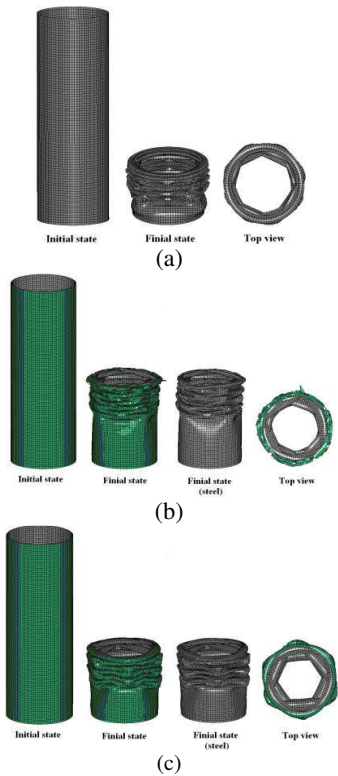 Initial state Finial state Top view
(a)
Initial state Finial state Finial state Top view
(steel)
(b)
Initial state Finial state Finial state Top view
(steel)
(c)